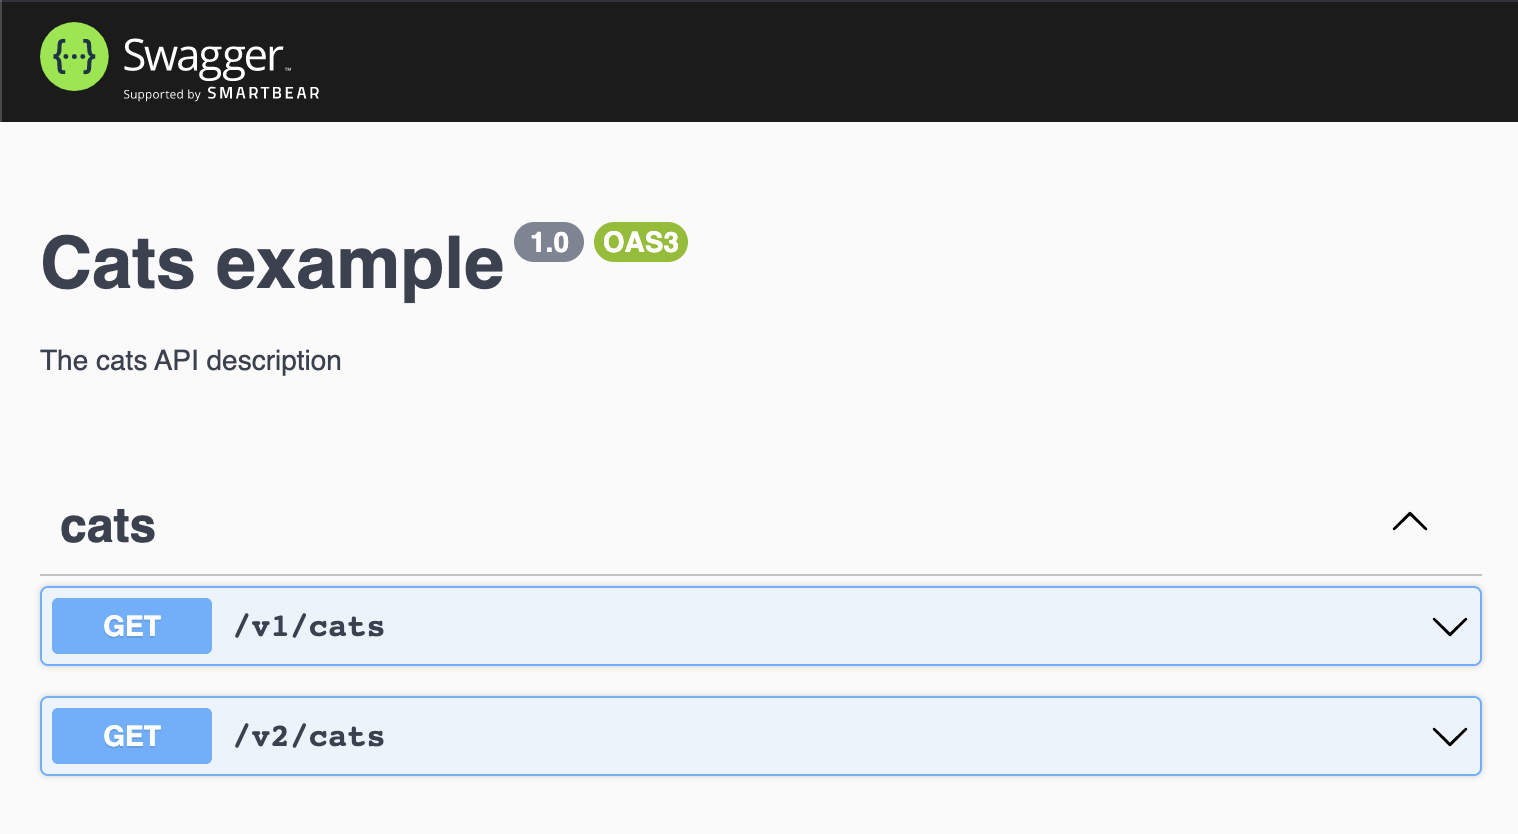 {···} Swagger™
Supported by SMARTBEAR
Cats example 1.0 OAS3
The cats API description
cats
GET /v1/cats
GET /v2/cats